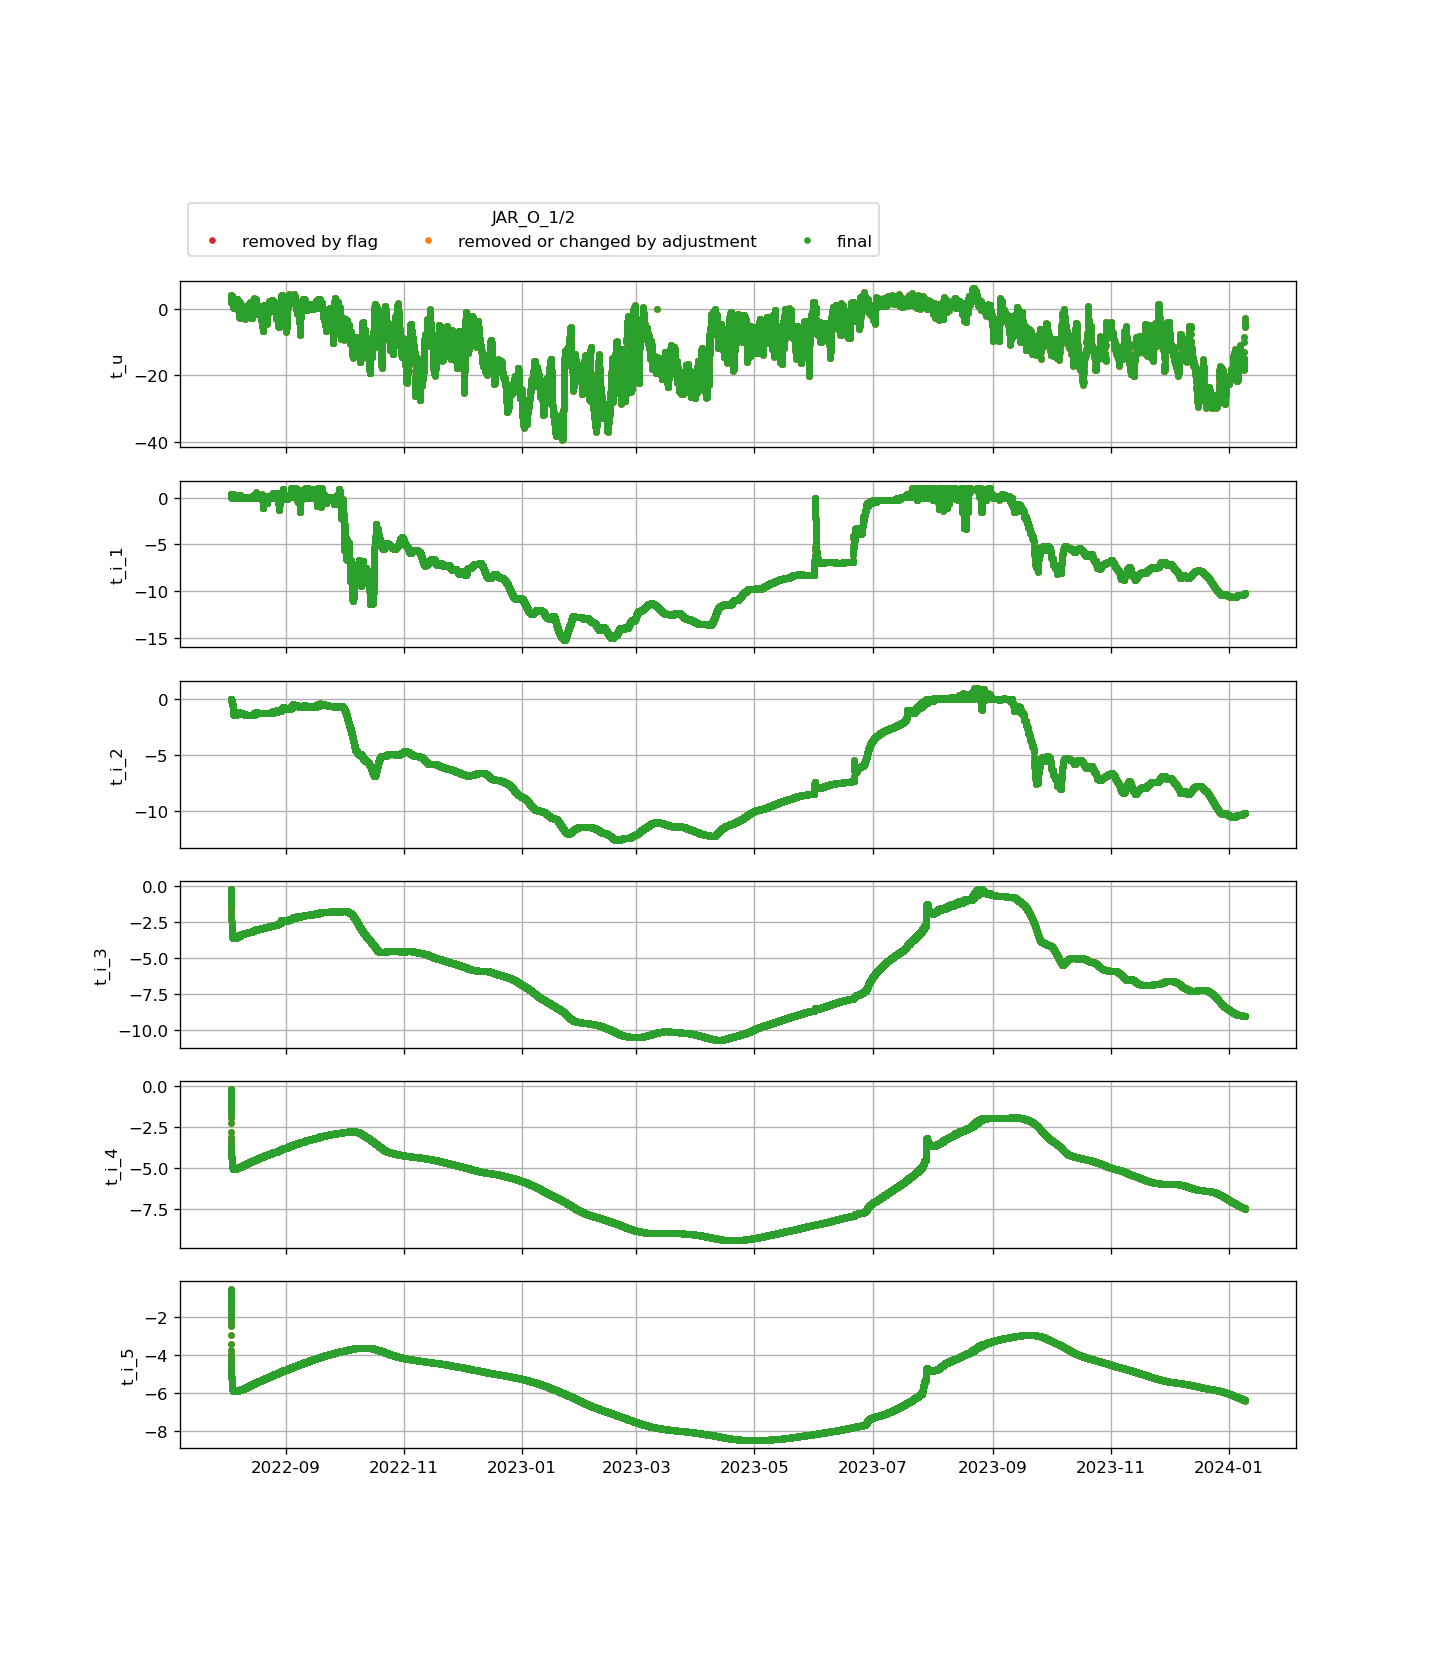 JAR_O_1/2
removed by flag removed or changed by adjustment final
0
−20
−40
t_u
0
−5
−10
−15
t_i_1
0
−5
−10
t_i_2
0.0
−2.5
−5.0
−7.5
−10.0
t_i_3
0.0
−2.5
−5.0
−7.5
t_i_4
−2
−4
−6
−8
t_i_5
2022-09 2022-11 2023-01 2023-03 2023-05 2023-07 2023-09 2023-11 2024-01